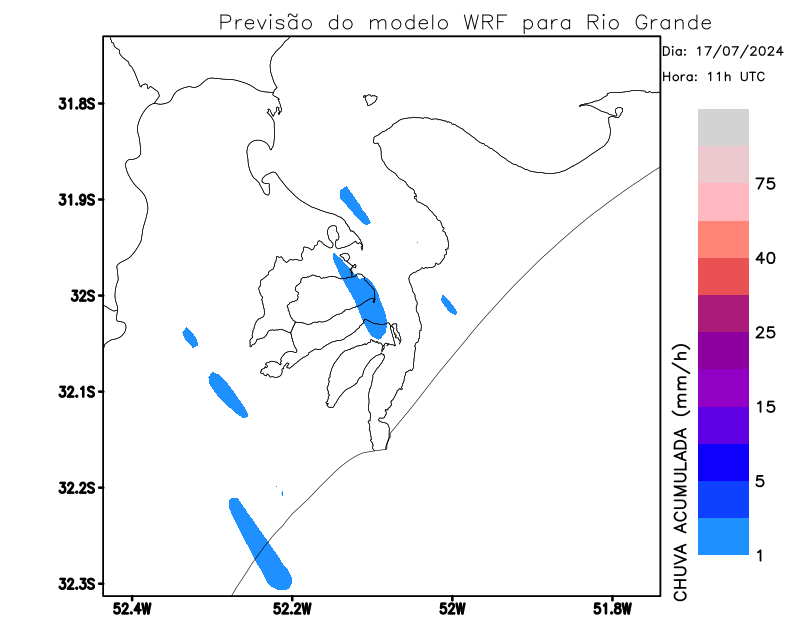 Previsão do modelo WRF para Rio Grande
Dia: 17/07/2024
Hora: 11h UTC
31.8S
31.9S
32S
32.1S
32.2S
32.3S
52.4W
52.2W
52W
51.8W
75
40
25
15
5
1
CHUVA ACUMULADA (mm/h)